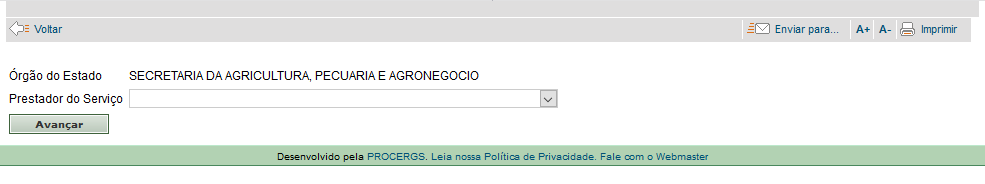 Voltar Enviar para... A+ A- Imprimir
Órgão do Estado SECRETARIA DA AGRICULTURA, PECUARIA E AGRONEGOCIO
Prestador do Serviço
Avançar
Desenvolvido pela PROCERGS. Leia nossa Política de Privacidade. Fale com o Webmaster